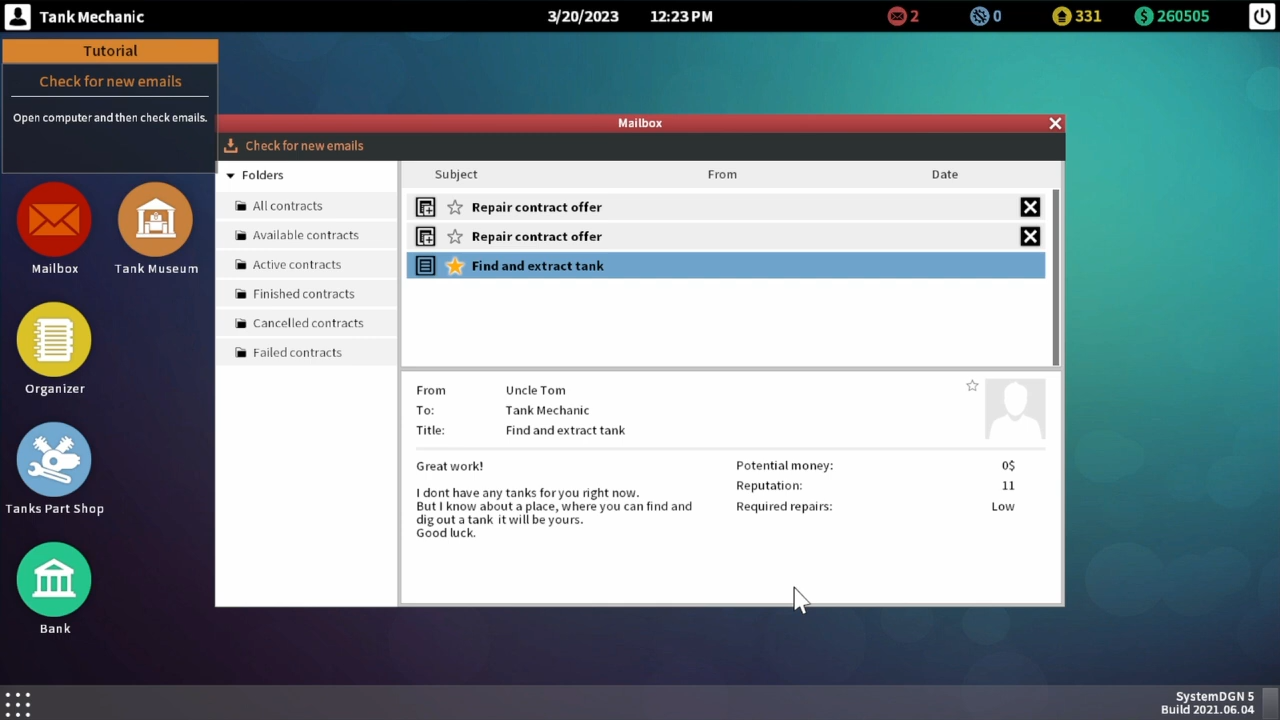 Tank Mechanic
3/20/2023 12:23 PM
2 0 331 260505
Tutorial
Check for new emails
Open computer and then check emails.
Mailbox
Tank Museum
Organizer
Tanks Part Shop
Bank
Mailbox
Check for new emails
Folders
All contracts
Available contracts
Active contracts
Finished contracts
Cancelled contracts
Failed contracts
Subject From Date
Repair contract offer
Repair contract offer
Find and extract tank
From Uncle Tom
To: Tank Mechanic
Title: Find and extract tank
Great work!
I dont have any tanks for you right now.
But I know about a place, where you can find and
dig out a tank it will be yours.
Good luck.
Potential money: 0$
Reputation: 11
Required repairs: Low
SystemDGN 5
Build 2021.06.04